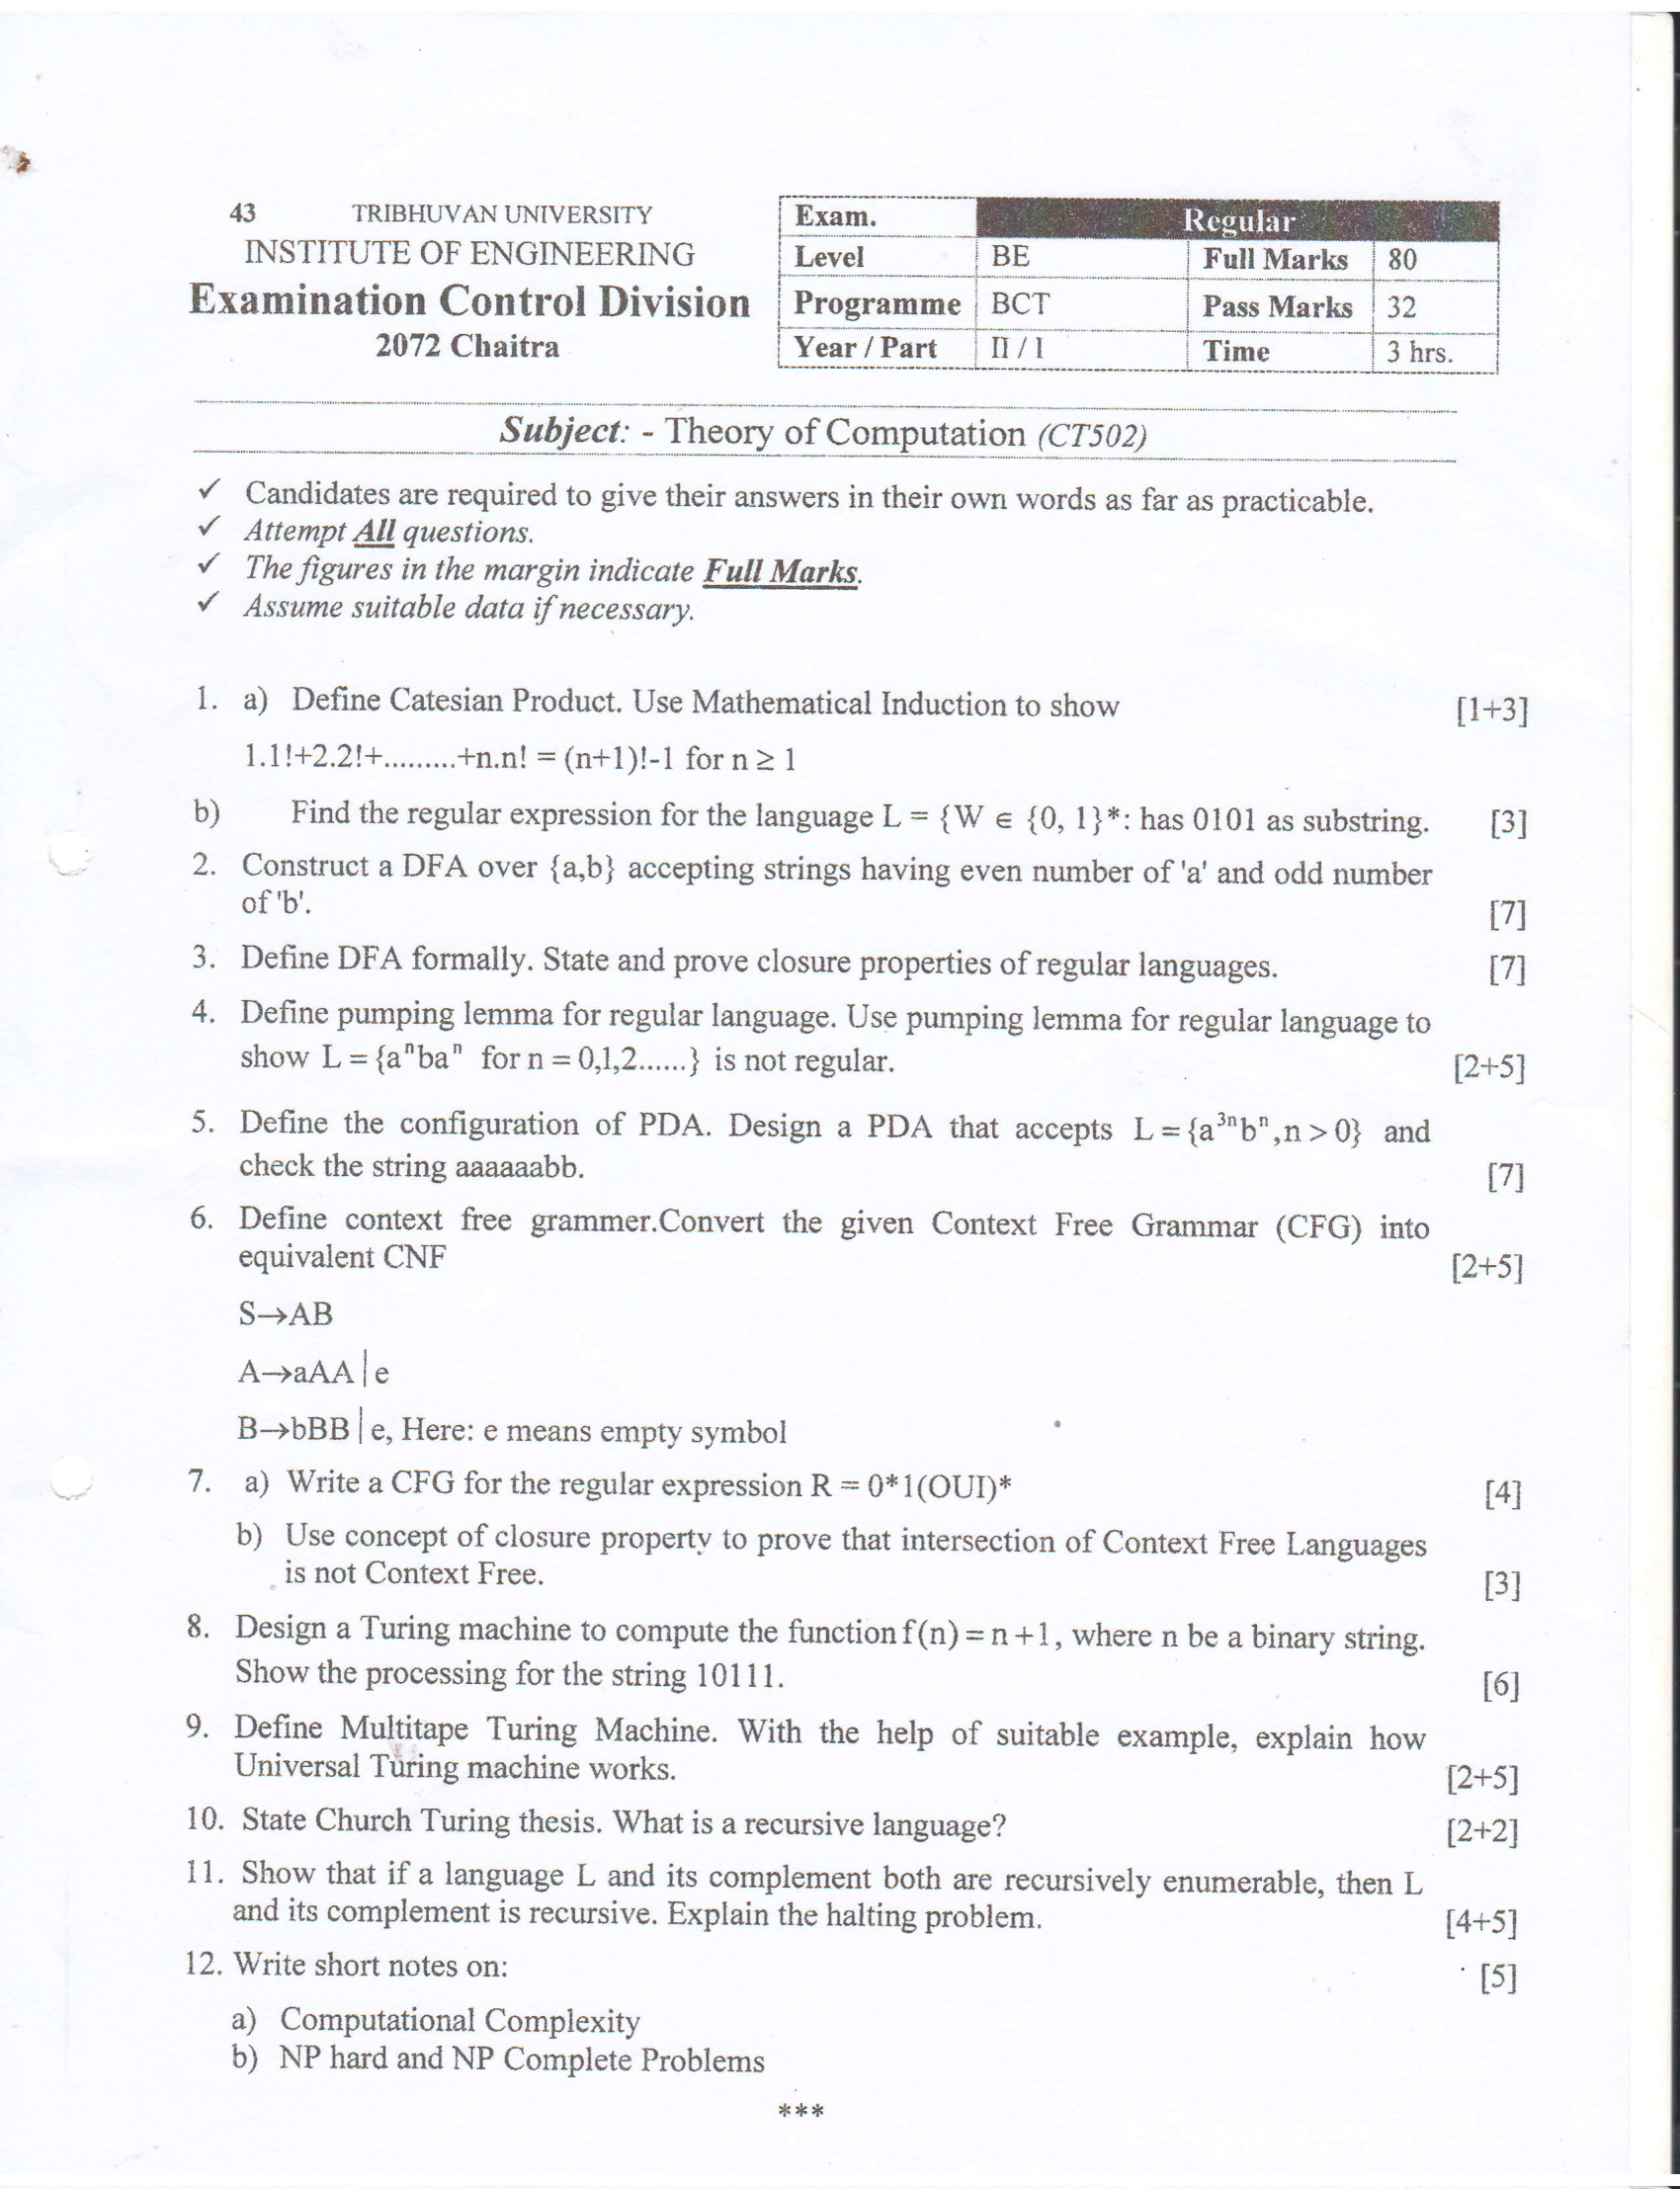 43 TRIBHUVAN UNIVERSITY
INSTITUTE OF ENGINEERING
Examination Control Division
2072 Chaitra
Exam. Regular
Level BE Full Marks 80
Programme BCT Pass Marks 32
Year / Part II / I Time 3 hrs.
Subject: - Theory of Computation (CT502)
✓ Candidates are required to give their answers in their own words as far as practicable.
✓ Attempt All questions.
✓ The figures in the margin indicate Full Marks.
✓ Assume suitable data if necessary.
1. a) Define Catesian Product. Use Mathematical Induction to show [1+3]
1.1!+2.2!+.........+n.n! = (n+1)!-1 for n ≥ 1
b) Find the regular expression for the language L = {W ∈ {0, 1}*: has 0101 as substring. [3]
2. Construct a DFA over {a,b} accepting strings having even number of 'a' and odd number
of 'b'. [7]
3. Define DFA formally. State and prove closure properties of regular languages. [7]
4. Define pumping lemma for regular language. Use pumping lemma for regular language to
show L = {aⁿbaⁿ for n = 0,1,2......} is not regular. [2+5]
5. Define the configuration of PDA. Design a PDA that accepts L = {a³ⁿbⁿ, n > 0} and
check the string aaaaaabb. [7]
6. Define context free grammer.Convert the given Context Free Grammar (CFG) into
equivalent CNF [2+5]
S→AB
A→aAA | e
B→bBB | e, Here: e means empty symbol
7. a) Write a CFG for the regular expression R = 0*1(OUI)* [4]
b) Use concept of closure property to prove that intersection of Context Free Languages
is not Context Free. [3]
8. Design a Turing machine to compute the function f(n) = n+1, where n be a binary string.
Show the processing for the string 10111. [6]
9. Define Multitape Turing Machine. With the help of suitable example, explain how
Universal Turing machine works. [2+5]
10. State Church Turing thesis. What is a recursive language? [2+2]
11. Show that if a language L and its complement both are recursively enumerable, then L
and its complement is recursive. Explain the halting problem. [4+5]
12. Write short notes on: [5]
a) Computational Complexity
b) NP hard and NP Complete Problems
***